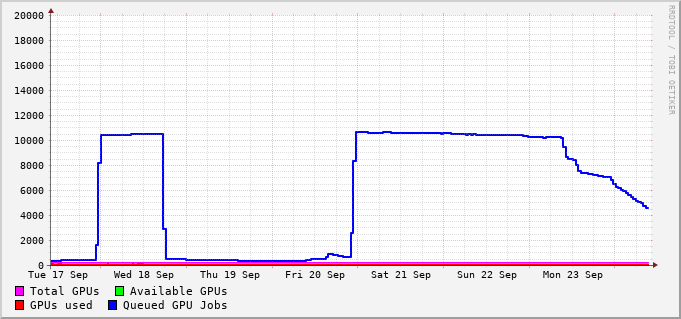 20000
18000
16000
14000
12000
10000
8000
6000
4000
2000
0
Tue 17 Sep Wed 18 Sep Thu 19 Sep Fri 20 Sep Sat 21 Sep Sun 22 Sep Mon 23 Sep
Total GPUs Available GPUs
GPUs used Queued GPU Jobs
RRDTOOL / TOBI OETIKER